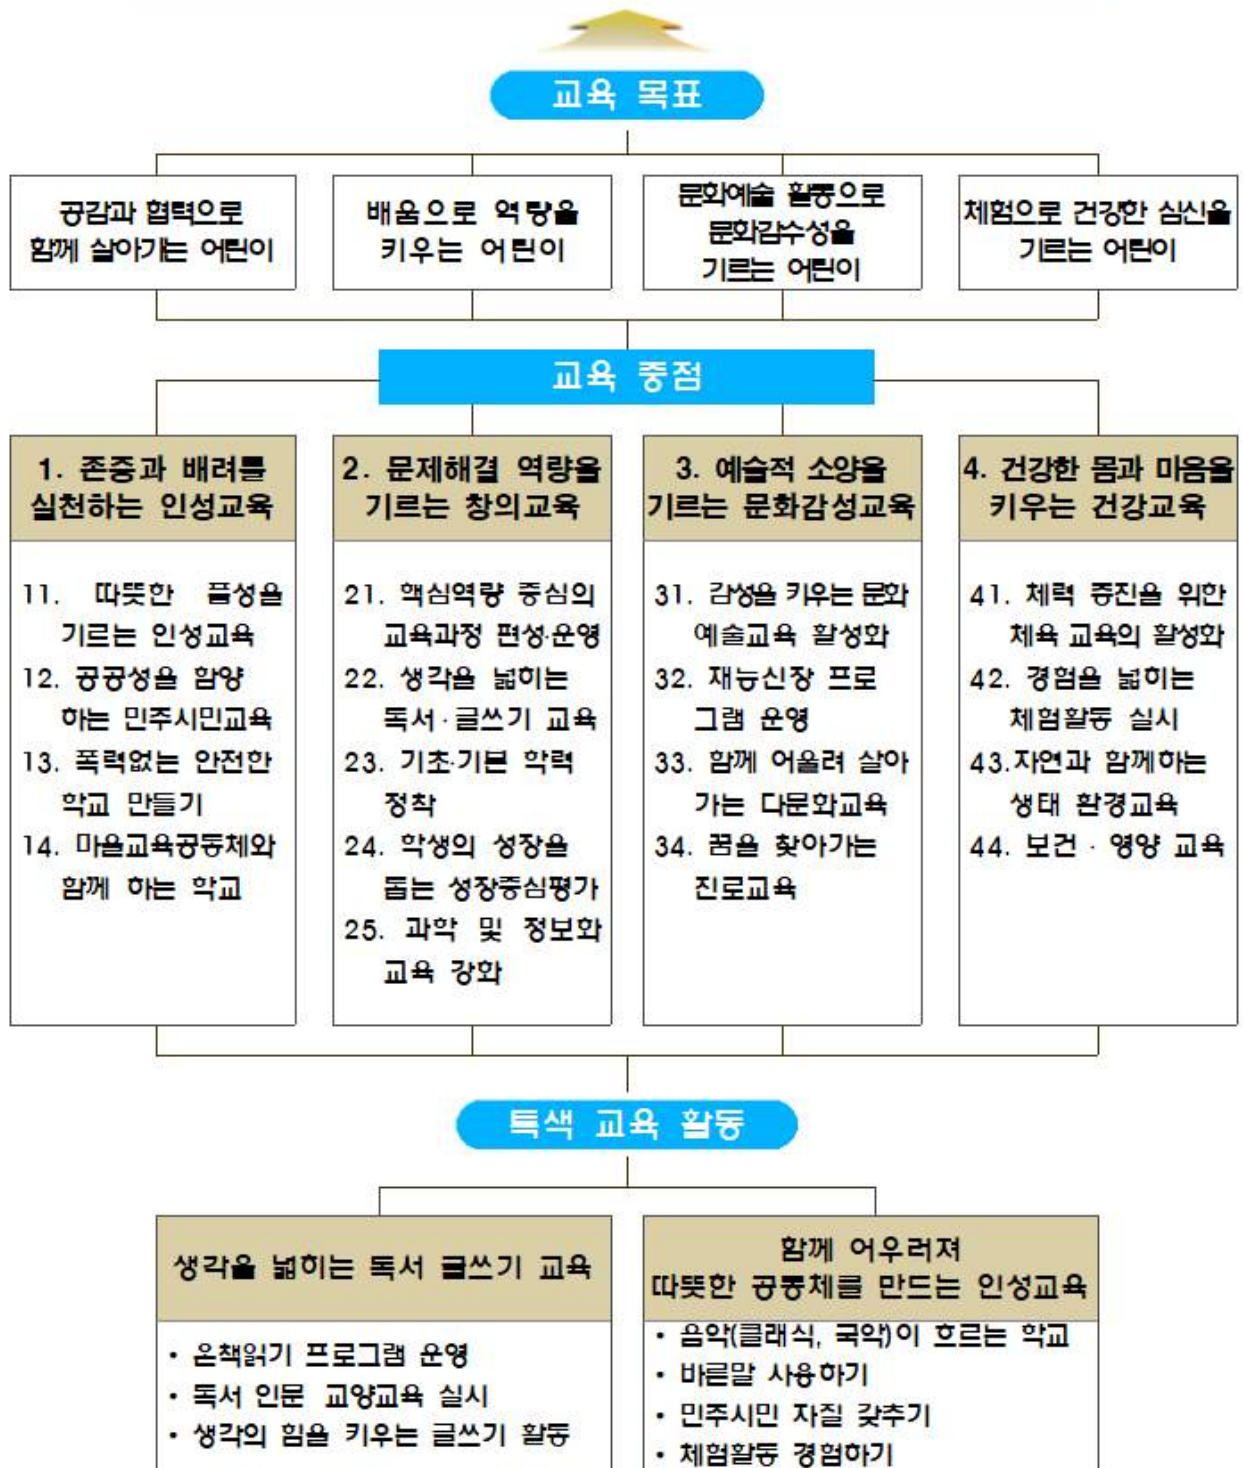 교육 목표
공감과 협력으로
함께 살아가는 어린이
배움으로 역량을
키우는 어린이
문화예술 활동으로
문화감수성을
기르는 어린이
체험으로 건강한 심신을
기르는 어린이
교육 중점
1. 존중과 배려를
실천하는 인성교육
11. 따뜻한 품성을
기르는 인성교육
12. 공공성을 함양
하는 민주시민교육
13. 폭력없는 안전한
학교 만들기
14. 마을교육공동체와
함께 하는 학교
2. 문제해결 역량을
기르는 창의교육
21. 핵심역량 중심의
교육과정 편성·운영
22. 생각을 넓히는
독서·글쓰기 교육
23. 기초·기본 학력
정착
24. 학생의 성장을
돕는 성장중심평가
25. 과학 및 정보화
교육 강화
3. 예술적 소양을
기르는 문화감성교육
31. 감성을 키우는 문화
예술교육 활성화
32. 재능신장 프로
그램 운영
33. 함께 어울려 살아
가는 다문화교육
34. 꿈을 찾아가는
진로교육
4. 건강한 몸과 마음을
키우는 건강교육
41. 체력 증진을 위한
체육 교육의 활성화
42. 경험을 넓히는
체험활동 실시
43.자연과 함께하는
생태 환경교육
44. 보건 · 영양 교육
특색 교육 활동
생각을 넓히는 독서 글쓰기 교육
• 온책읽기 프로그램 운영
• 독서 인문 교양교육 실시
• 생각의 힘을 키우는 글쓰기 활동
함께 어우러져
따뜻한 공동체를 만드는 인성교육
• 음악(클래식, 국악)이 흐르는 학교
• 바른말 사용하기
• 민주시민 자질 갖추기
• 체험활동 경험하기